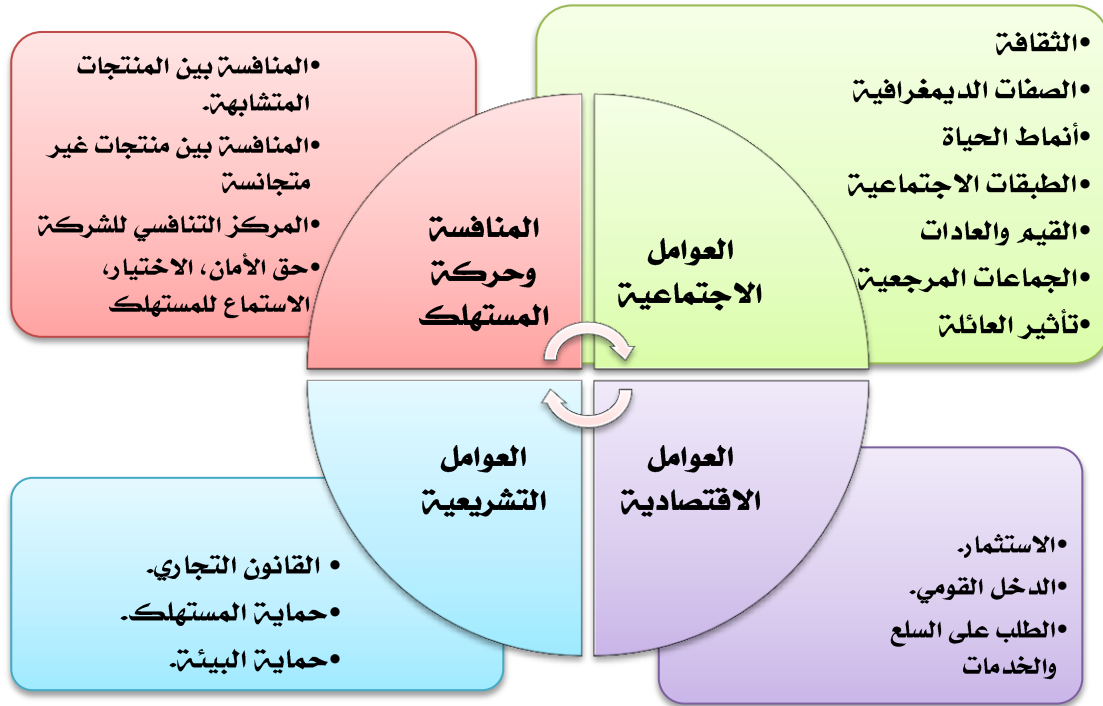 •الثقافة
•الصفات الديمغرافية
•أنماط الحياة
•الطبقات الاجتماعية
•القيم والعادات
•الجماعات المرجعية
•تأثير العائلة
العوامل
الاجتماعية
•المنافسة بين المنتجات
المتشابهة.
•المنافسة بين منتجات غير
متجانسة
•المركز التنافسي للشركة
•حق الأمان، الاختيار،
الاستماع للمستهلك
المنافسة
وحركة
المستهلك
العوامل
الاقتصادية
•الاستثمار.
•الدخل القومي.
•الطلب على السلع
والخدمات
العوامل
التشريعية
• القانون التجاري.
•حماية المستهلك.
•حماية البيئة.